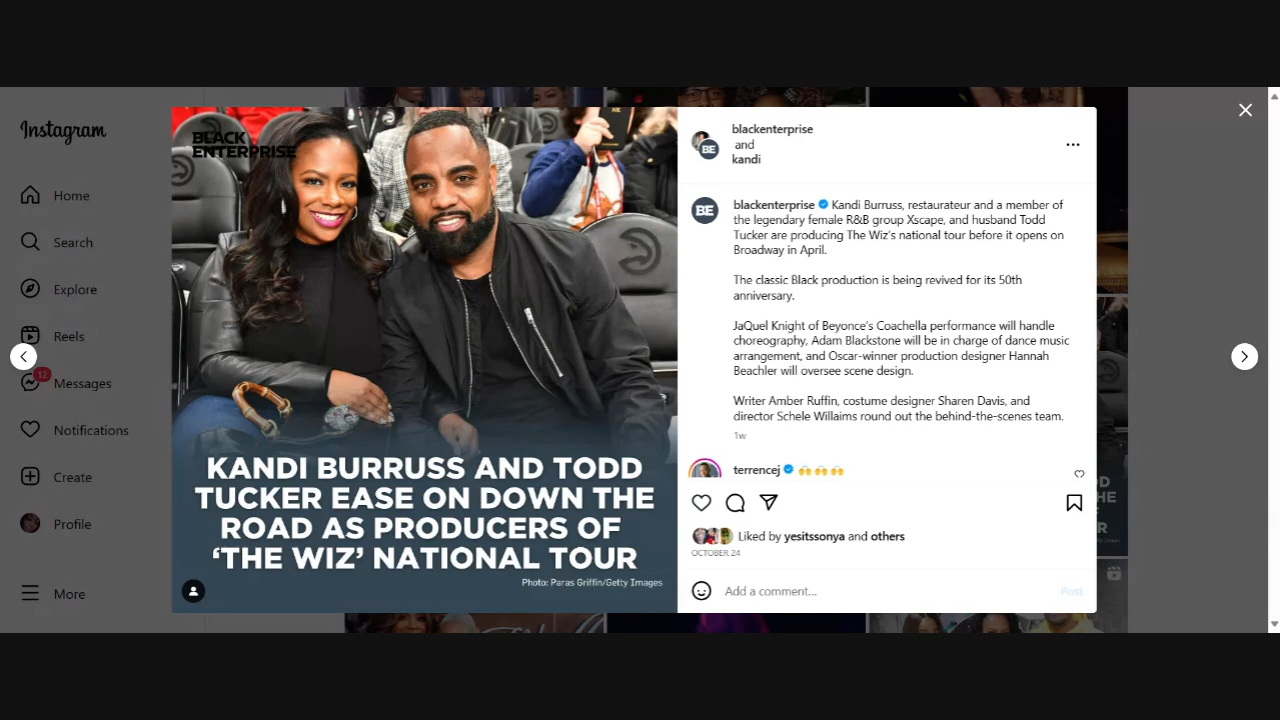 Instagram
Home
Search
Explore
Reels
12
Messages
Notifications
Create
Profile
More
BLACK
ENTERPRISE
KANDI BURRUSS AND TODD
TUCKER EASE ON DOWN THE
ROAD AS PRODUCERS OF
‘THE WIZ’ NATIONAL TOUR
Photo: Paras Griffin/Getty Images
BE
blackenterprise
and
kandi
BE
blackenterprise Kandi Burruss, restaurateur and a member of
the legendary female R&B group Xscape, and husband Todd
Tucker are producing The Wiz's national tour before it opens on
Broadway in April.
The classic Black production is being revived for its 50th
anniversary.
JaQuel Knight of Beyonce's Coachella performance will handle
choreography, Adam Blackstone will be in charge of dance music
arrangement, and Oscar-winner production designer Hannah
Beachler will oversee scene design.
Writer Amber Ruffin, costume designer Sharen Davis, and
director Schele Willaims round out the behind-the-scenes team.
1w
terrencej 🙌🙌🙌
Liked by yesitssonya and others
OCTOBER 24
Add a comment...
Post